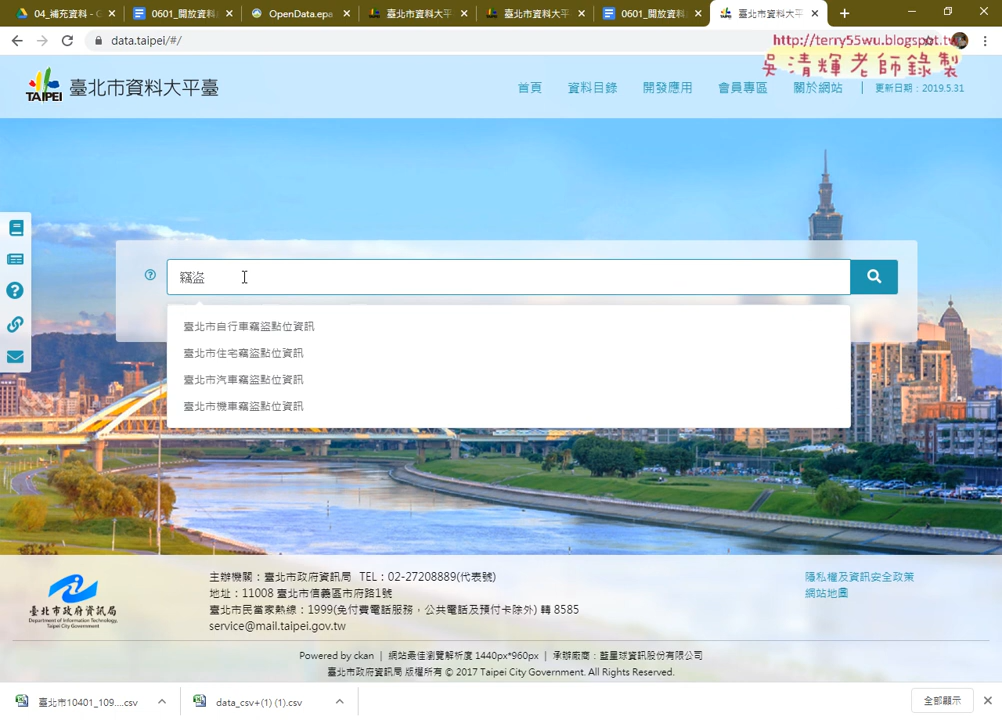 04_補充資料 - G
0601_開放資料
OpenData.epa
臺北市資料大平
臺北市資料大平
0601_開放資料
臺北市資料大平
data.taipei/#/
http://terry55wu.blogspot.tw
吳清輝老師錄製
TAIPEI 臺北市資料大平臺
首頁 資料目錄 開發應用 會員專區 關於網站 | 更新日期：2019.5.31
竊盜
臺北市自行車竊盜點位資訊
臺北市住宅竊盜點位資訊
臺北市汽車竊盜點位資訊
臺北市機車竊盜點位資訊
臺北市政府資訊局
Department of Information Technology,
Taipei City Government
主辦機關：臺北市政府資訊局 TEL：02-27208889(代表號)
地址：11008 臺北市信義區市府路1號
臺北市民當家熱線：1999(免付費電話服務，公共電話及預付卡除外) 轉 8585
service@mail.taipei.gov.tw
隱私權及資訊安全政策
網站地圖
Powered by ckan | 網站最佳瀏覽解析度 1440px*960px | 承辦廠商：藍星球資訊股份有限公司
臺北市政府資訊局 版權所有 © 2017 Taipei City Government. All Rights Reserved.
臺北市10401_109....csv
data_csv+(1) (1).csv
全部顯示